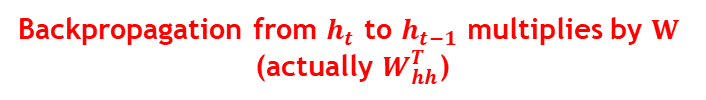 Backpropagation from $h_t$ to $h_{t-1}$ multiplies by W
(actually $W_{hh}^T$)